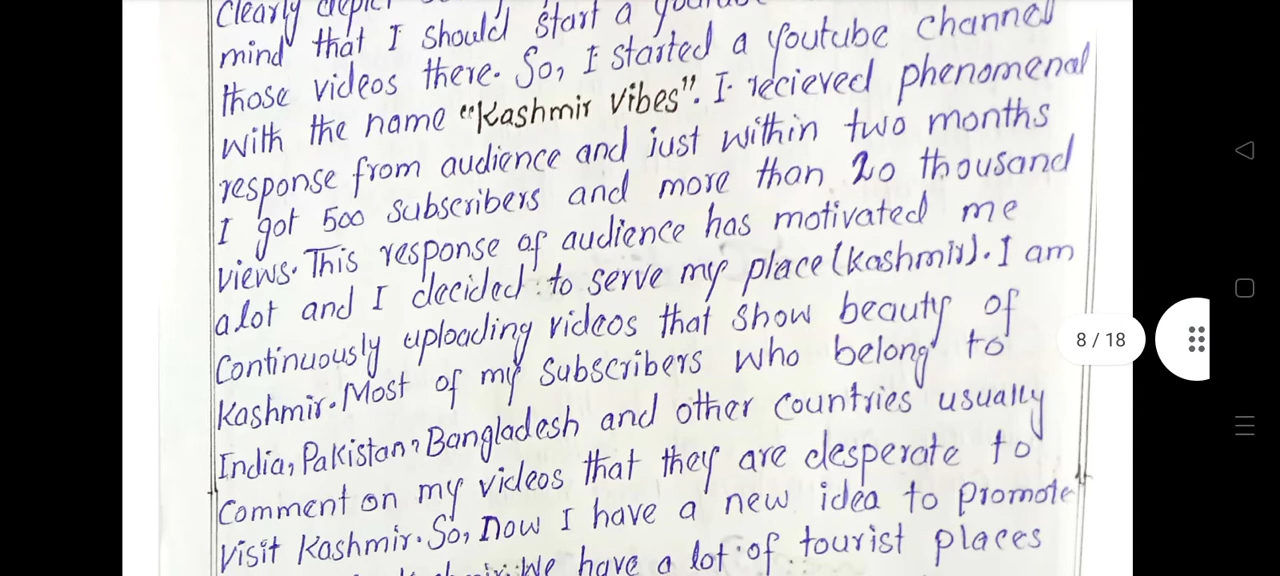 Clearly depict
mind that I should start a
those videos there. So, I started a youtube channel
with the name "Kashmir Vibes". I recieved phenomenal
response from audience and just within two months
I got 500 subscribers and more than 20 thousand
views. This response of audience has motivated me
alot and I decided to serve my place (Kashmir). I am
Continuously uploading videos that show beauty of
Kashmir. Most of my subscribers who belong to
India, Pakistan, Bangladesh and other countries usually
Comment on my videos that they are desperate to
Visit Kashmir. So, now I have a new idea to promote
We have a lot of tourist places
8 / 18